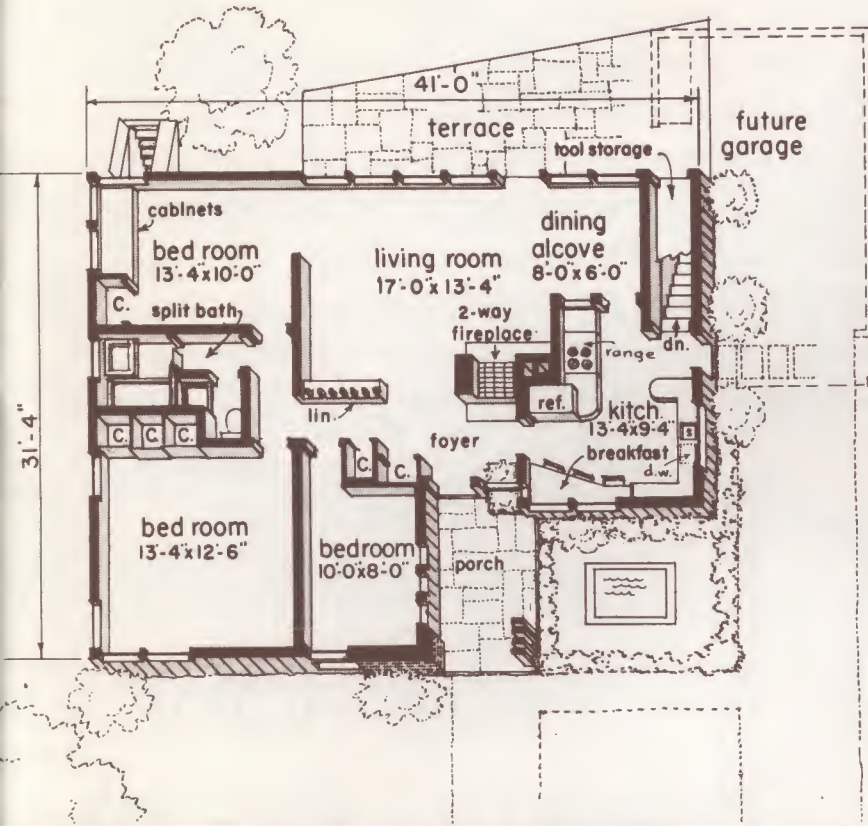 41'-0"
terrace
future
garage
tool storage
cabinets
bed room
13'-4"x10'-0"
living room
17'-0"x13'-4"
dining
alcove
8'-0"x6'-0"
C.
split bath
2-way
fireplace
range
dn.
ref.
kitch.
13'-4x9'-4"
lin.
C.
C.
C.
foyer
breakfast
S
d.w.
C.
C.
31'-4"
bed room
13'-4"x12'-6"
bedroom
10'-0x8'-0"
porch